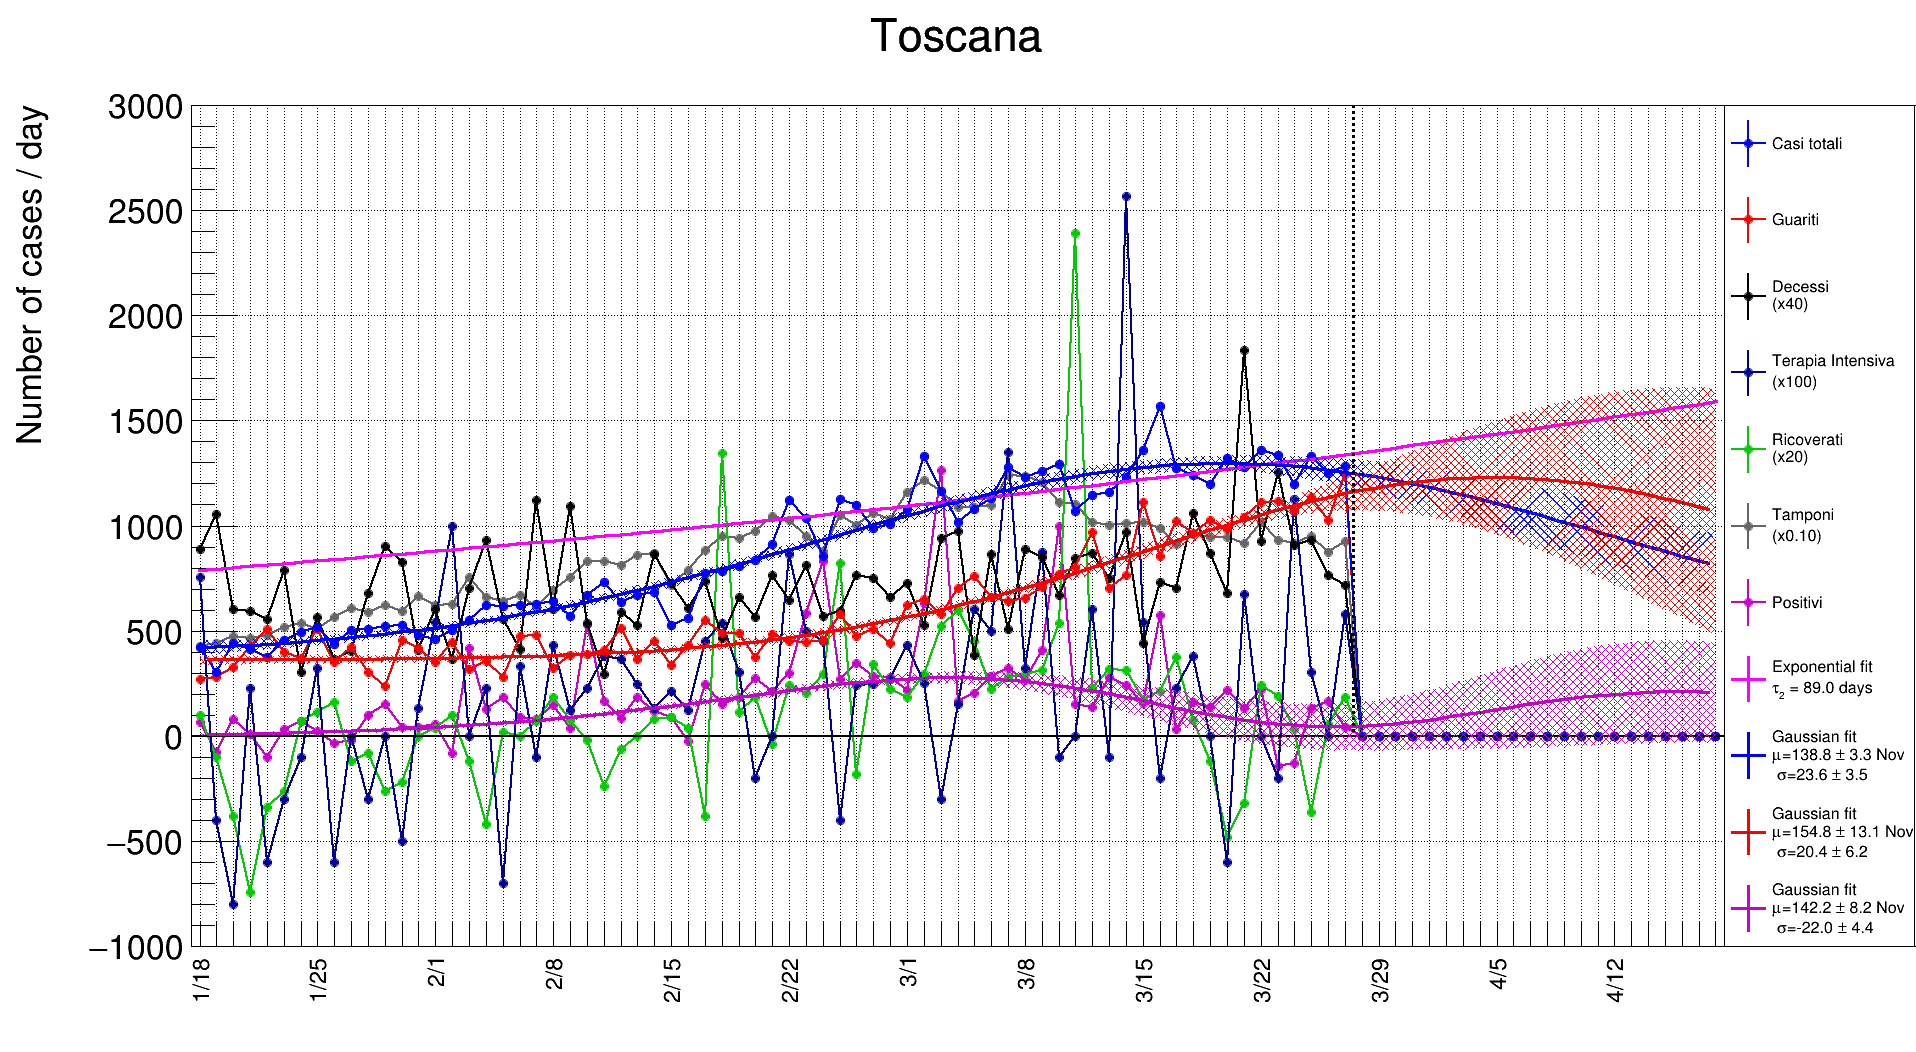 Toscana
Number of cases / day
3000
2500
2000
1500
1000
500
0
−500
−1000
1/18
1/25
2/1
2/8
2/15
2/22
3/1
3/8
3/15
3/22
3/29
4/5
4/12
Casi totali
Guariti
Decessi
(x40)
Terapia Intensiva
(x100)
Ricoverati
(x20)
Tamponi
(x0.10)
Positivi
Exponential fit
τ₂ = 89.0 days
Gaussian fit
μ=138.8 ± 3.3 Nov
σ=23.6 ± 3.5
Gaussian fit
μ=154.8 ± 13.1 Nov
σ=20.4 ± 6.2
Gaussian fit
μ=142.2 ± 8.2 Nov
σ=-22.0 ± 4.4